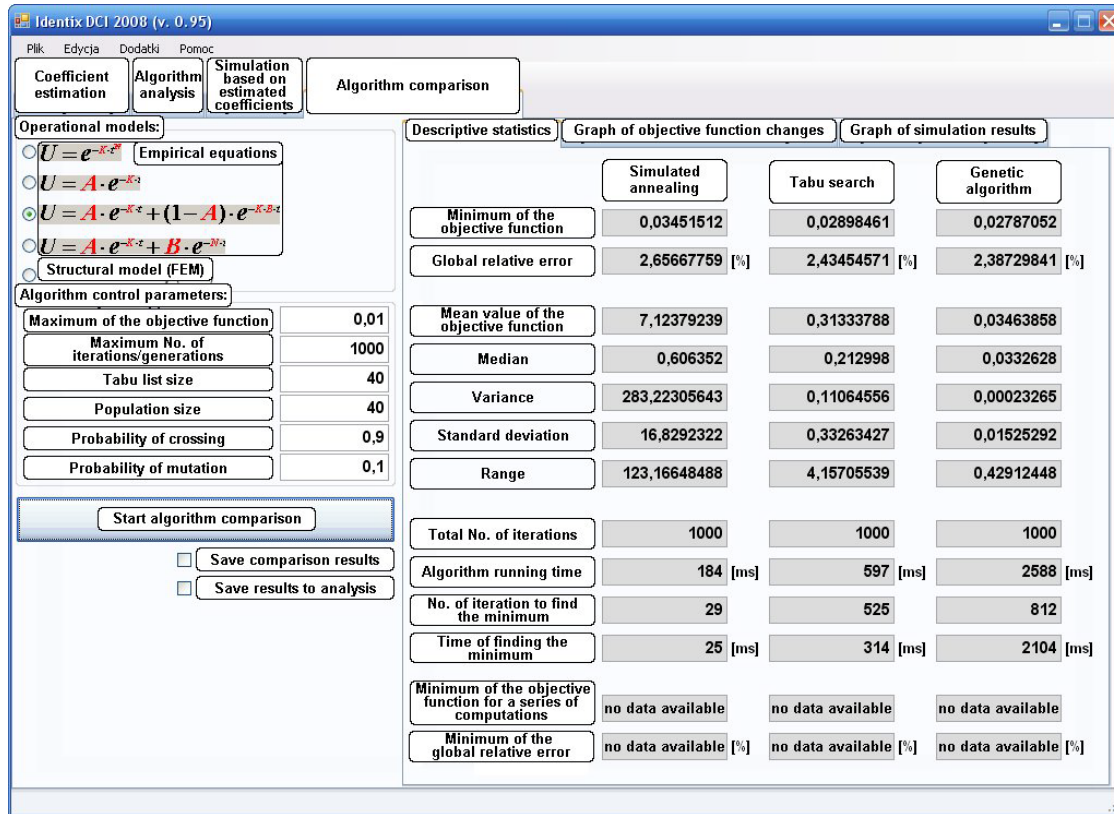 Identix DCI 2008 (v. 0.95)
Plik Edycja Dodatki Pomoc
Coefficient
estimation
Algorithm
analysis
Simulation
based on
estimated
coefficients
Algorithm comparison
Operational models:
U = e^{-K·t^N}
Empirical equations
U = A · e^{-K·t}
U = A · e^{-K·t} + (1 − A) · e^{-K·B·t}
U = A · e^{-K·t} + B · e^{-N·t}
Structural model (FEM)
Algorithm control parameters:
Maximum of the objective function 0,01
Maximum No. of
iterations/generations 1000
Tabu list size 40
Population size 40
Probability of crossing 0,9
Probability of mutation 0,1
Start algorithm comparison
Save comparison results
Save results to analysis
Descriptive statistics Graph of objective function changes Graph of simulation results
Simulated
annealing
Tabu search
Genetic
algorithm
Minimum of the
objective function 0,03451512 0,02898461 0,02787052
Global relative error 2,65667759 [%] 2,43454571 [%] 2,38729841 [%]
Mean value of the
objective function 7,12379239 0,31333788 0,03463858
Median 0,606352 0,212998 0,0332628
Variance 283,22305643 0,11064556 0,00023265
Standard deviation 16,8292322 0,33263427 0,01525292
Range 123,16648488 4,15705539 0,42912448
Total No. of iterations 1000 1000 1000
Algorithm running time 184 [ms] 597 [ms] 2588 [ms]
No. of iteration to find
the minimum 29 525 812
Time of finding the
minimum 25 [ms] 314 [ms] 2104 [ms]
Minimum of the objective
function for a series of
computations no data available no data available no data available
Minimum of the
global relative error no data available [%] no data available [%] no data available [%]